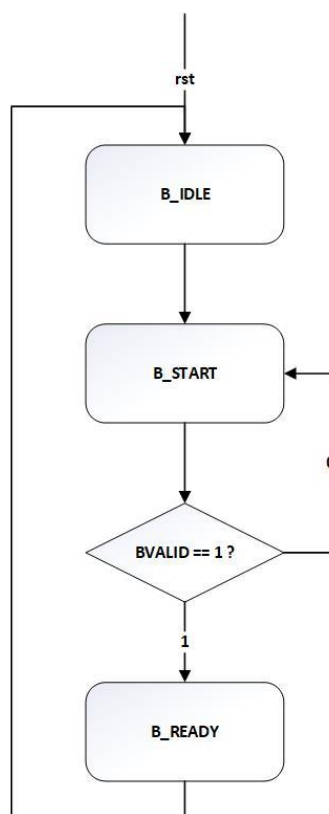 rst
B_IDLE
B_START
BVALID == 1 ?
1
B_READY